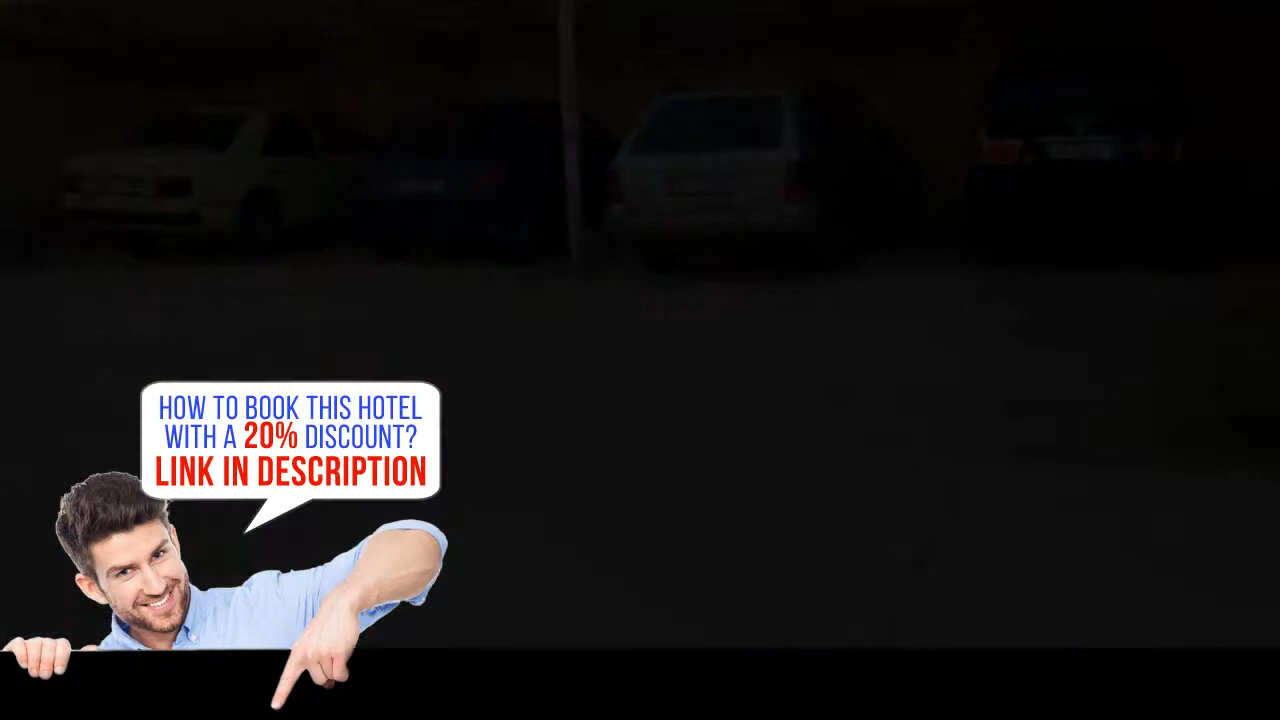 HOW TO BOOK THIS HOTEL
WITH A 20% DISCOUNT?
LINK IN DESCRIPTION